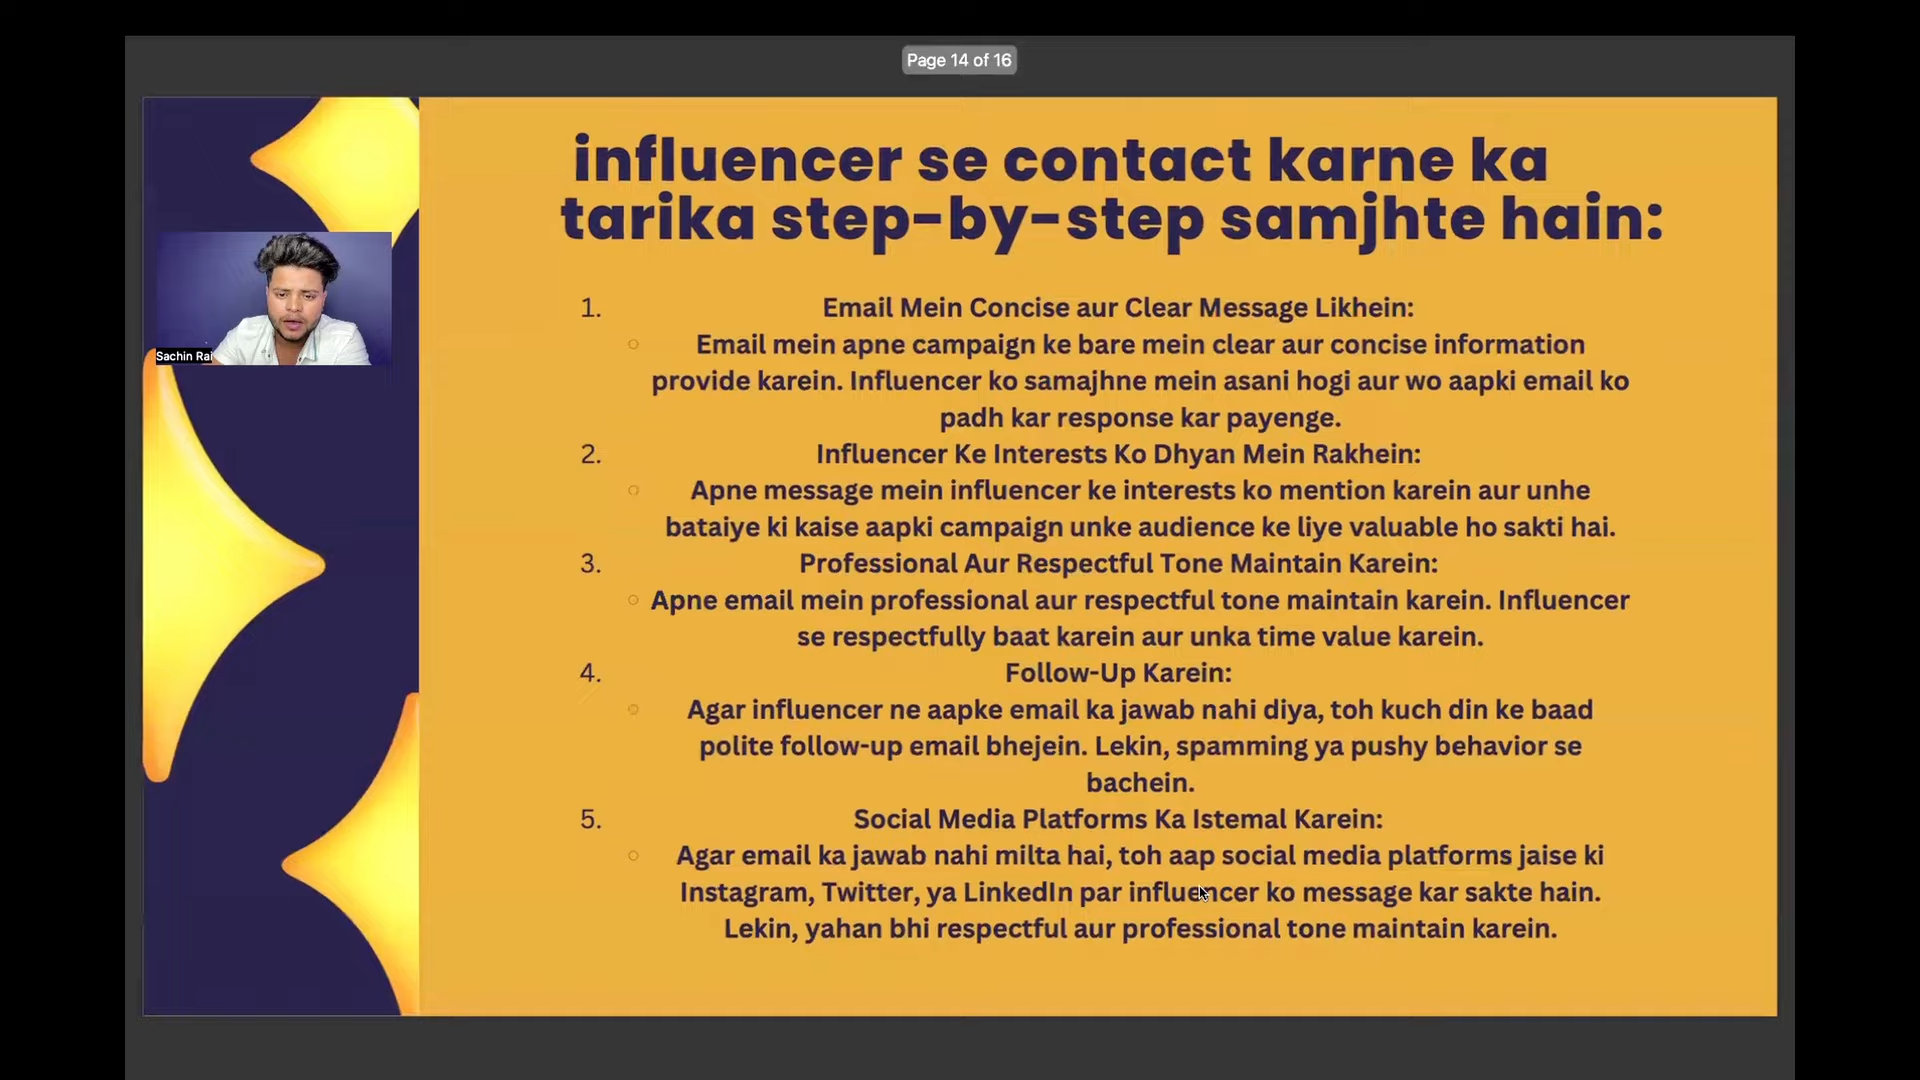 Page 14 of 16
influencer se contact karne ka
tarika step-by-step samjhte hain:
Sachin Rai
1. Email Mein Concise aur Clear Message Likhein:
Email mein apne campaign ke bare mein clear aur concise information
provide karein. Influencer ko samajhne mein asani hogi aur wo aapki email ko
padh kar response kar payenge.
2. Influencer Ke Interests Ko Dhyan Mein Rakhein:
Apne message mein influencer ke interests ko mention karein aur unhe
bataiye ki kaise aapki campaign unke audience ke liye valuable ho sakti hai.
3. Professional Aur Respectful Tone Maintain Karein:
Apne email mein professional aur respectful tone maintain karein. Influencer
se respectfully baat karein aur unka time value karein.
4. Follow-Up Karein:
Agar influencer ne aapke email ka jawab nahi diya, toh kuch din ke baad
polite follow-up email bhejein. Lekin, spamming ya pushy behavior se
bachein.
5. Social Media Platforms Ka Istemal Karein:
Agar email ka jawab nahi milta hai, toh aap social media platforms jaise ki
Instagram, Twitter, ya LinkedIn par influencer ko message kar sakte hain.
Lekin, yahan bhi respectful aur professional tone maintain karein.